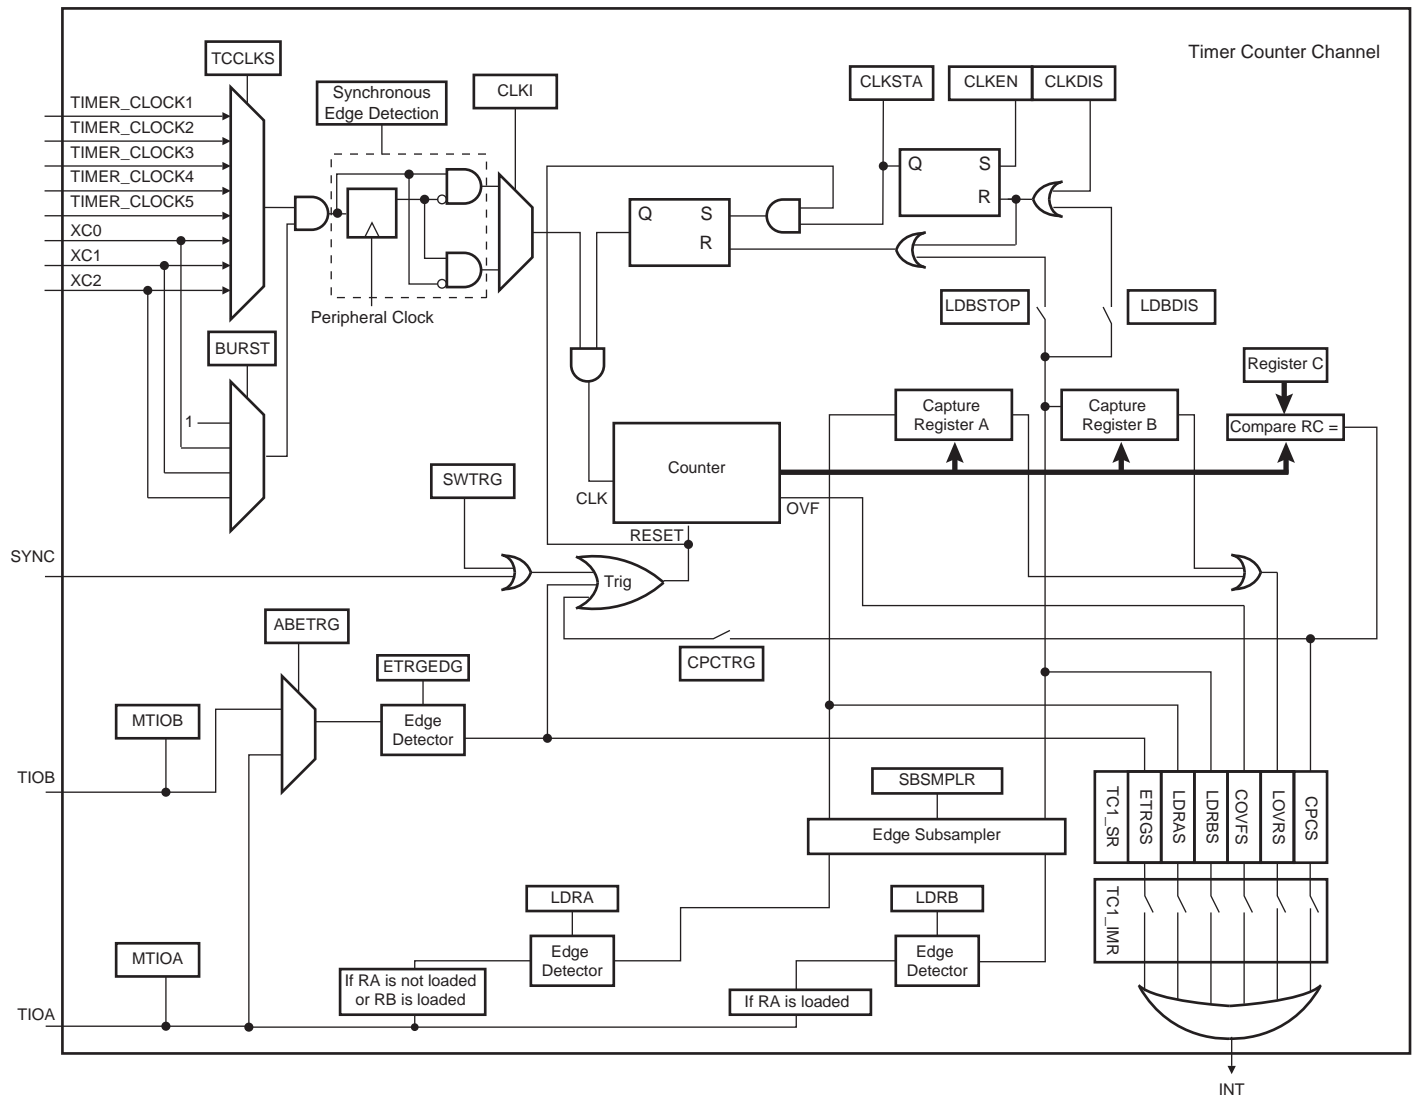 Timer Counter Channel
TCCLKS
TIMER_CLOCK1
TIMER_CLOCK2
TIMER_CLOCK3
TIMER_CLOCK4
TIMER_CLOCK5
XC0
XC1
XC2
Synchronous
Edge Detection
CLKI
Peripheral Clock
CLKSTA
CLKEN
CLKDIS
Q
S
R
Q
S
R
LDBSTOP
LDBDIS
BURST
1
Register C
Capture
Register A
Capture
Register B
Compare RC =
Counter
CLK
OVF
RESET
SWTRG
SYNC
Trig
ABETRG
ETRGEDG
CPCTRG
MTIOB
Edge
Detector
TIOB
SBSMPLR
Edge Subsampler
TC1_SR
ETRGS
LDRAS
LDRBS
COVFS
LOVRS
CPCS
TC1_IMR
LDRA
LDRB
MTIOA
Edge
Detector
Edge
Detector
If RA is not loaded
or RB is loaded
If RA is loaded
TIOA
INT